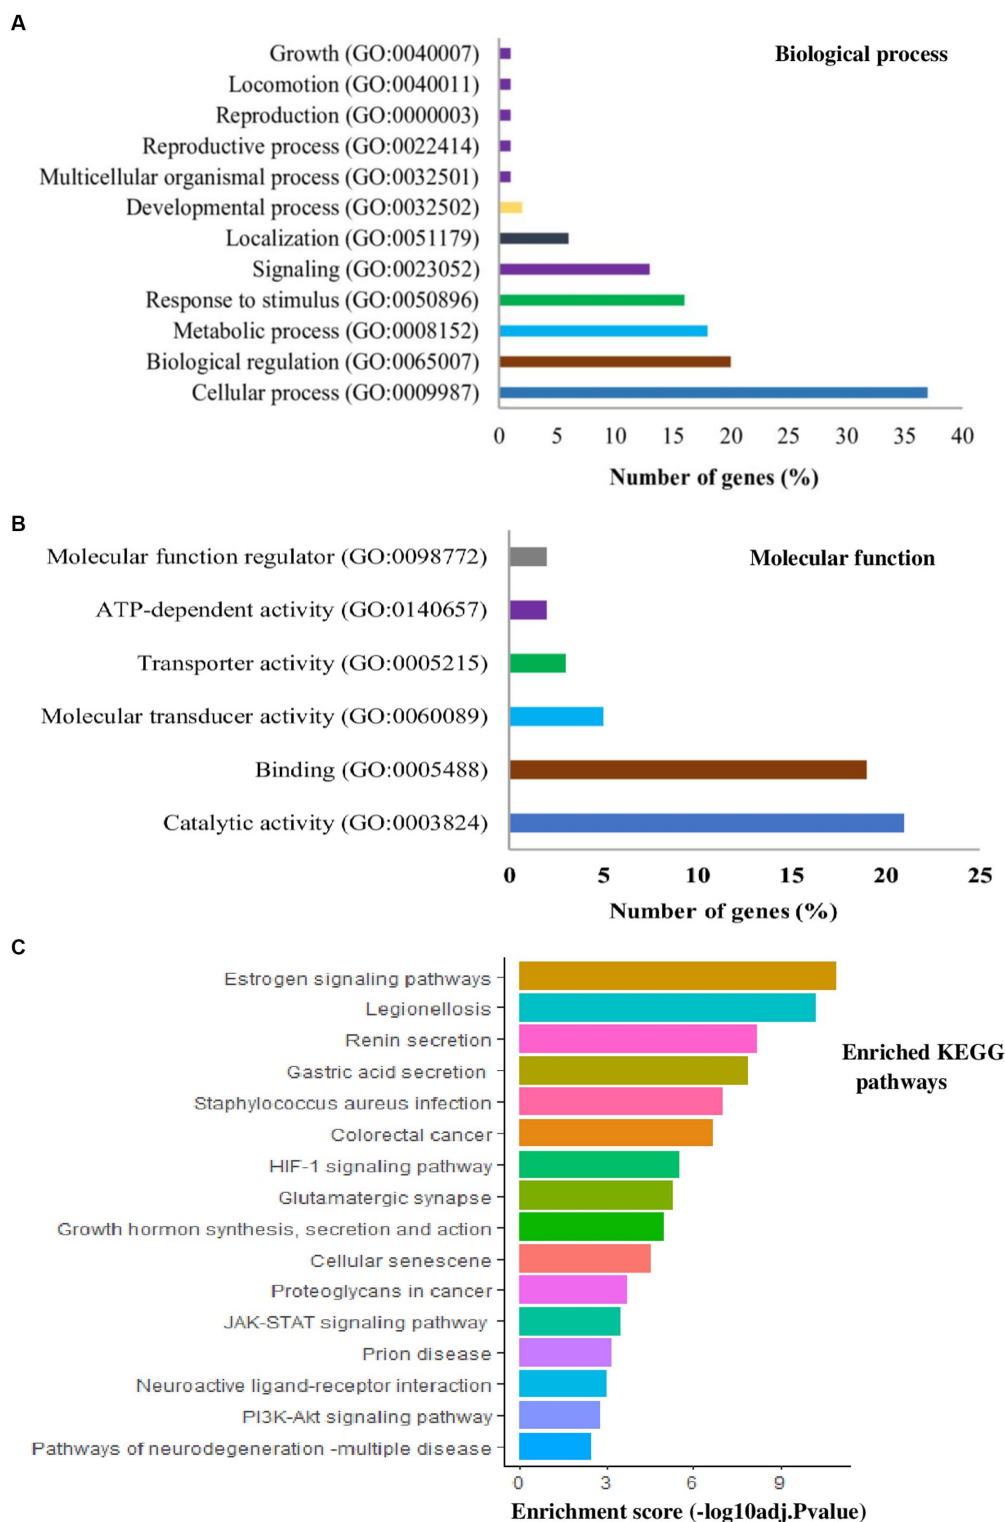 A
Biological process
Growth (GO:0040007)
Locomotion (GO:0040011)
Reproduction (GO:0000003)
Reproductive process (GO:0022414)
Multicellular organismal process (GO:0032501)
Developmental process (GO:0032502)
Localization (GO:0051179)
Signaling (GO:0023052)
Response to stimulus (GO:0050896)
Metabolic process (GO:0008152)
Biological regulation (GO:0065007)
Cellular process (GO:0009987)
0 5 10 15 20 25 30 35 40
Number of genes (%)
B
Molecular function
Molecular function regulator (GO:0098772)
ATP-dependent activity (GO:0140657)
Transporter activity (GO:0005215)
Molecular transducer activity (GO:0060089)
Binding (GO:0005488)
Catalytic activity (GO:0003824)
0 5 10 15 20 25
Number of genes (%)
C
Estrogen signaling pathways
Legionellosis
Renin secretion
Enriched KEGG
pathways
Gastric acid secretion
Staphylococcus aureus infection
Colorectal cancer
HIF-1 signaling pathway
Glutamatergic synapse
Growth hormon synthesis, secretion and action
Cellular senescene
Proteoglycans in cancer
JAK-STAT signaling pathway
Prion disease
Neuroactive ligand-receptor interaction
PI3K-Akt signaling pathway
Pathways of neurodegeneration -multiple disease
0 3 6 9
Enrichment score (-log10adj.Pvalue)